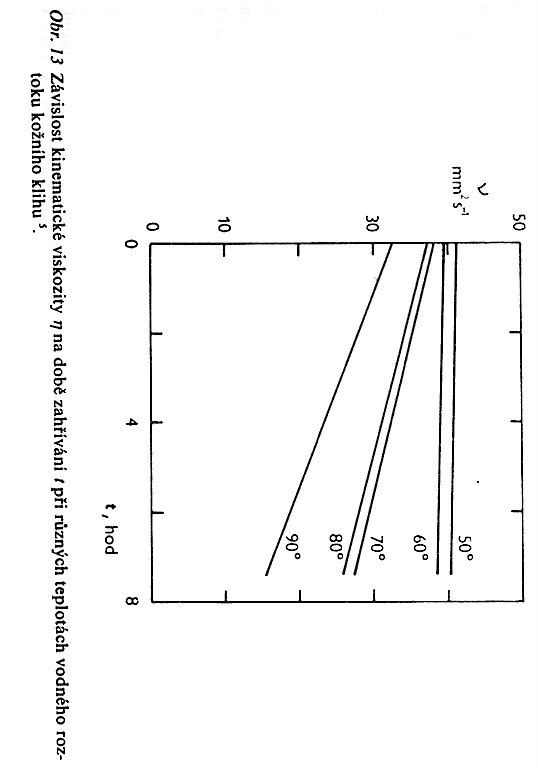 50
ν
mm² s⁻¹
30
10
0
0
4
8
t, hod
50°
60°
70°
80°
90°
Obr. 13 Závislost kinematické viskozity η na době zahřívání t při různých teplotách vodného roz-
toku kožního klihu ⁵.